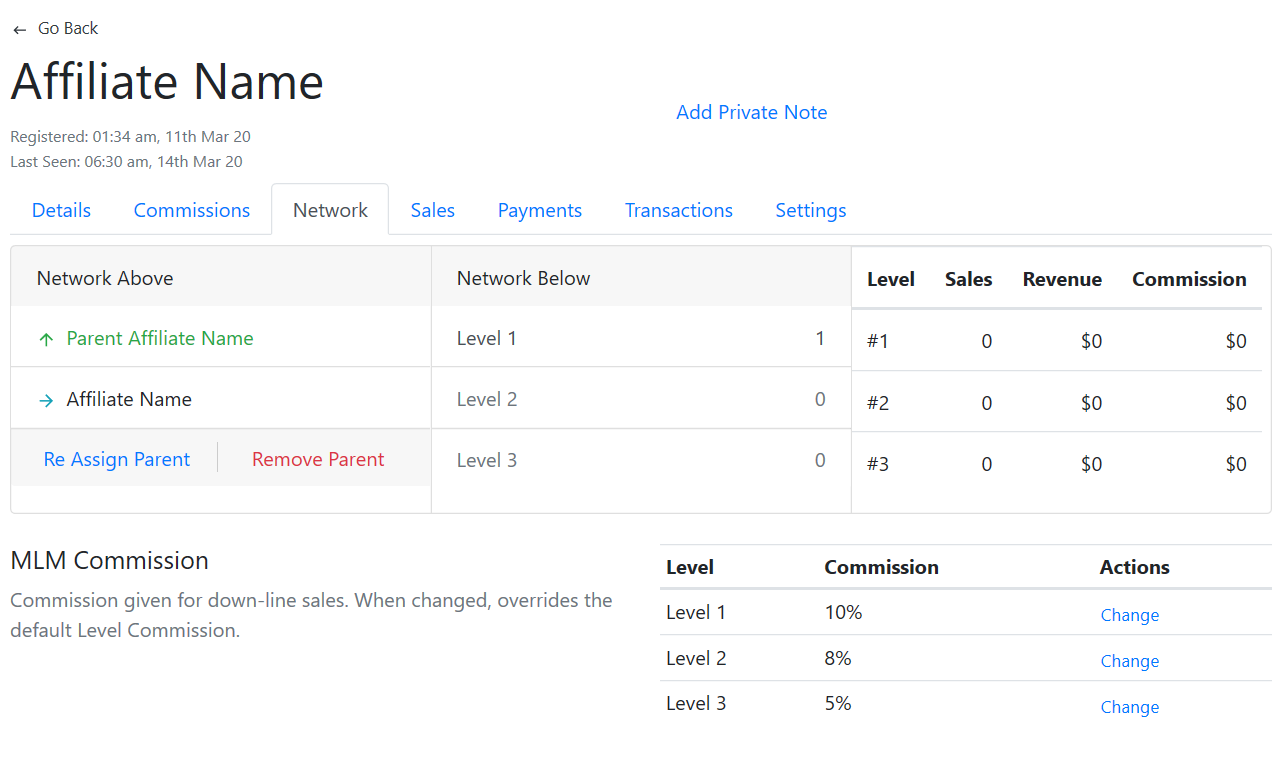 ← Go Back
Affiliate Name
Add Private Note
Registered: 01:34 am, 11th Mar 20
Last Seen: 06:30 am, 14th Mar 20
Details Commissions Network Sales Payments Transactions Settings
Network Above
↑ Parent Affiliate Name
→ Affiliate Name
Re Assign Parent Remove Parent
Network Below
Level 1 1
Level 2 0
Level 3 0
Level Sales Revenue Commission
#1 0 $0 $0
#2 0 $0 $0
#3 0 $0 $0
MLM Commission
Commission given for down-line sales. When changed, overrides the
default Level Commission.
Level Commission Actions
Level 1 10% Change
Level 2 8% Change
Level 3 5% Change